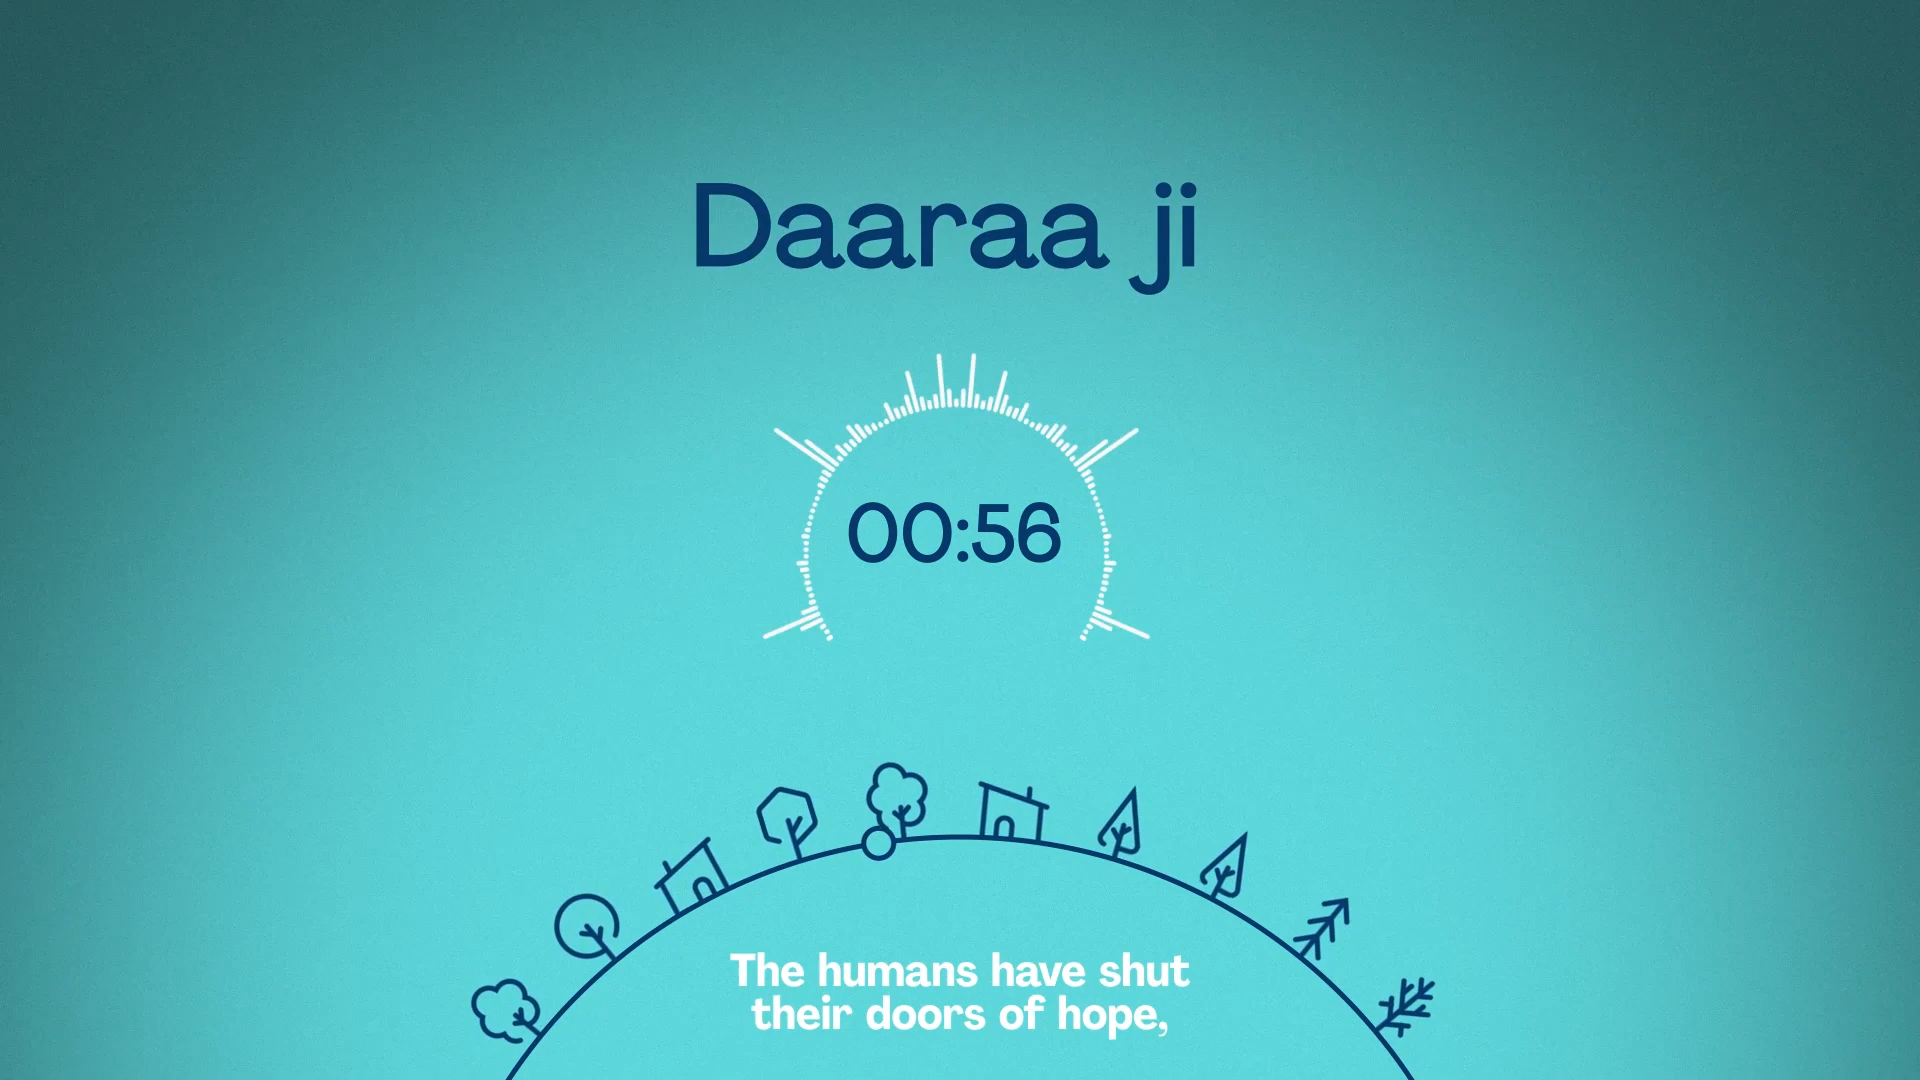 Daaraa ji
00:56
The humans have shut
their doors of hope,